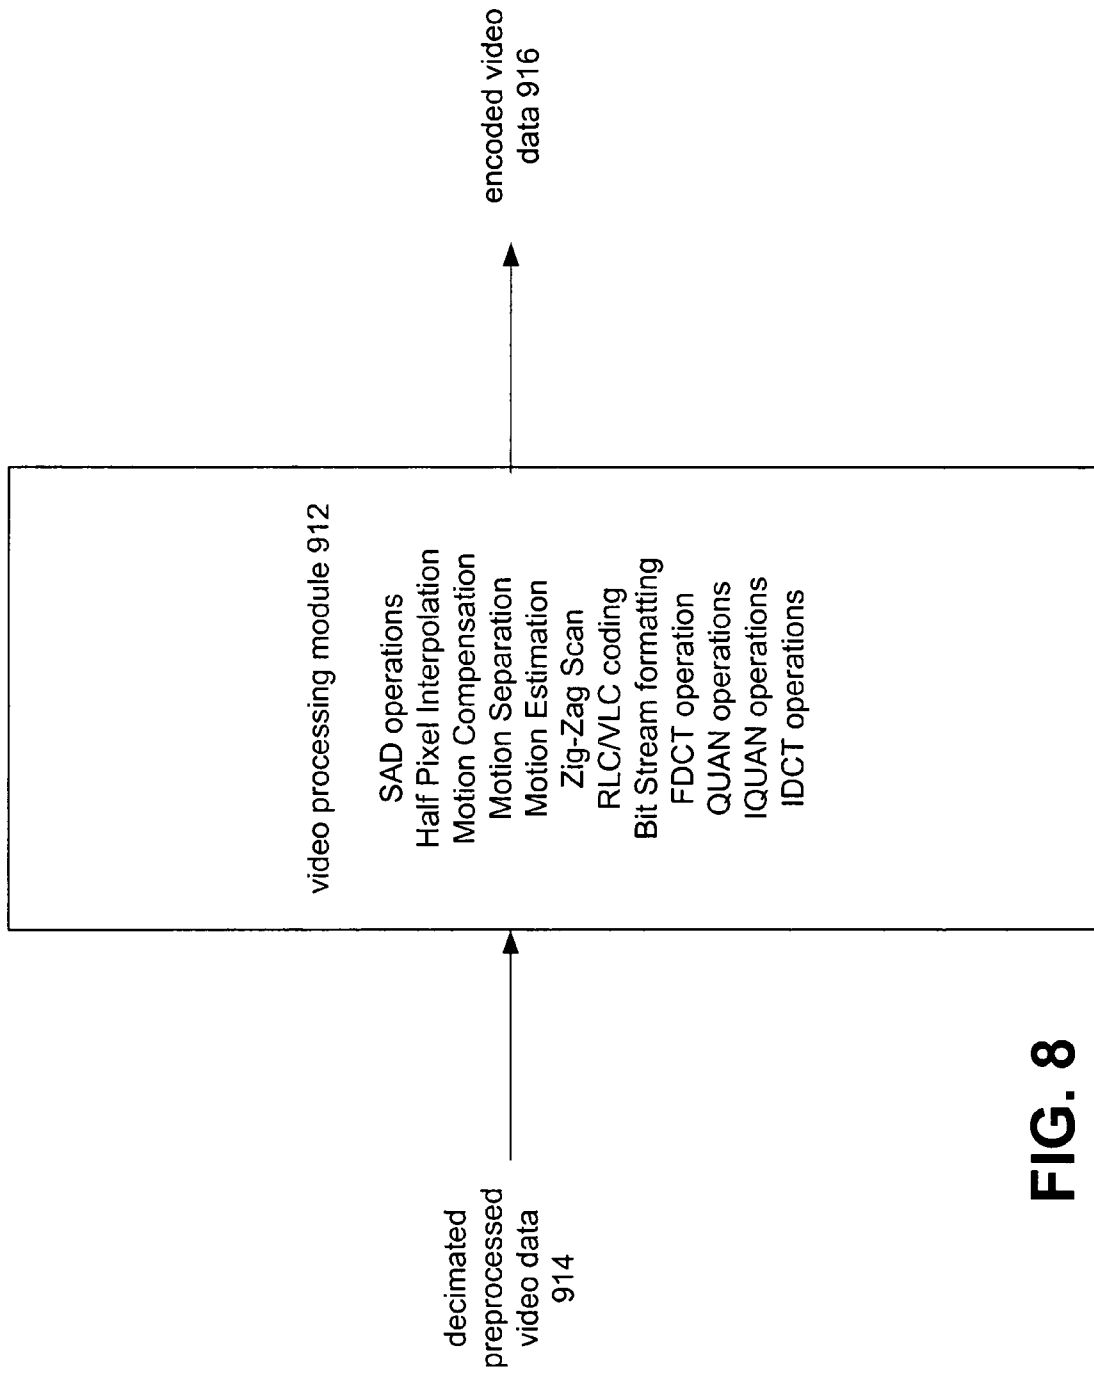 decimated
preprocessed
video data
914
video processing module 912
SAD operations
Half Pixel Interpolation
Motion Compensation
Motion Separation
Motion Estimation
Zig-Zag Scan
RLC/VLC coding
Bit Stream formatting
FDCT operation
QUAN operations
IQUAN operations
IDCT operations
encoded video
data 916
FIG. 8